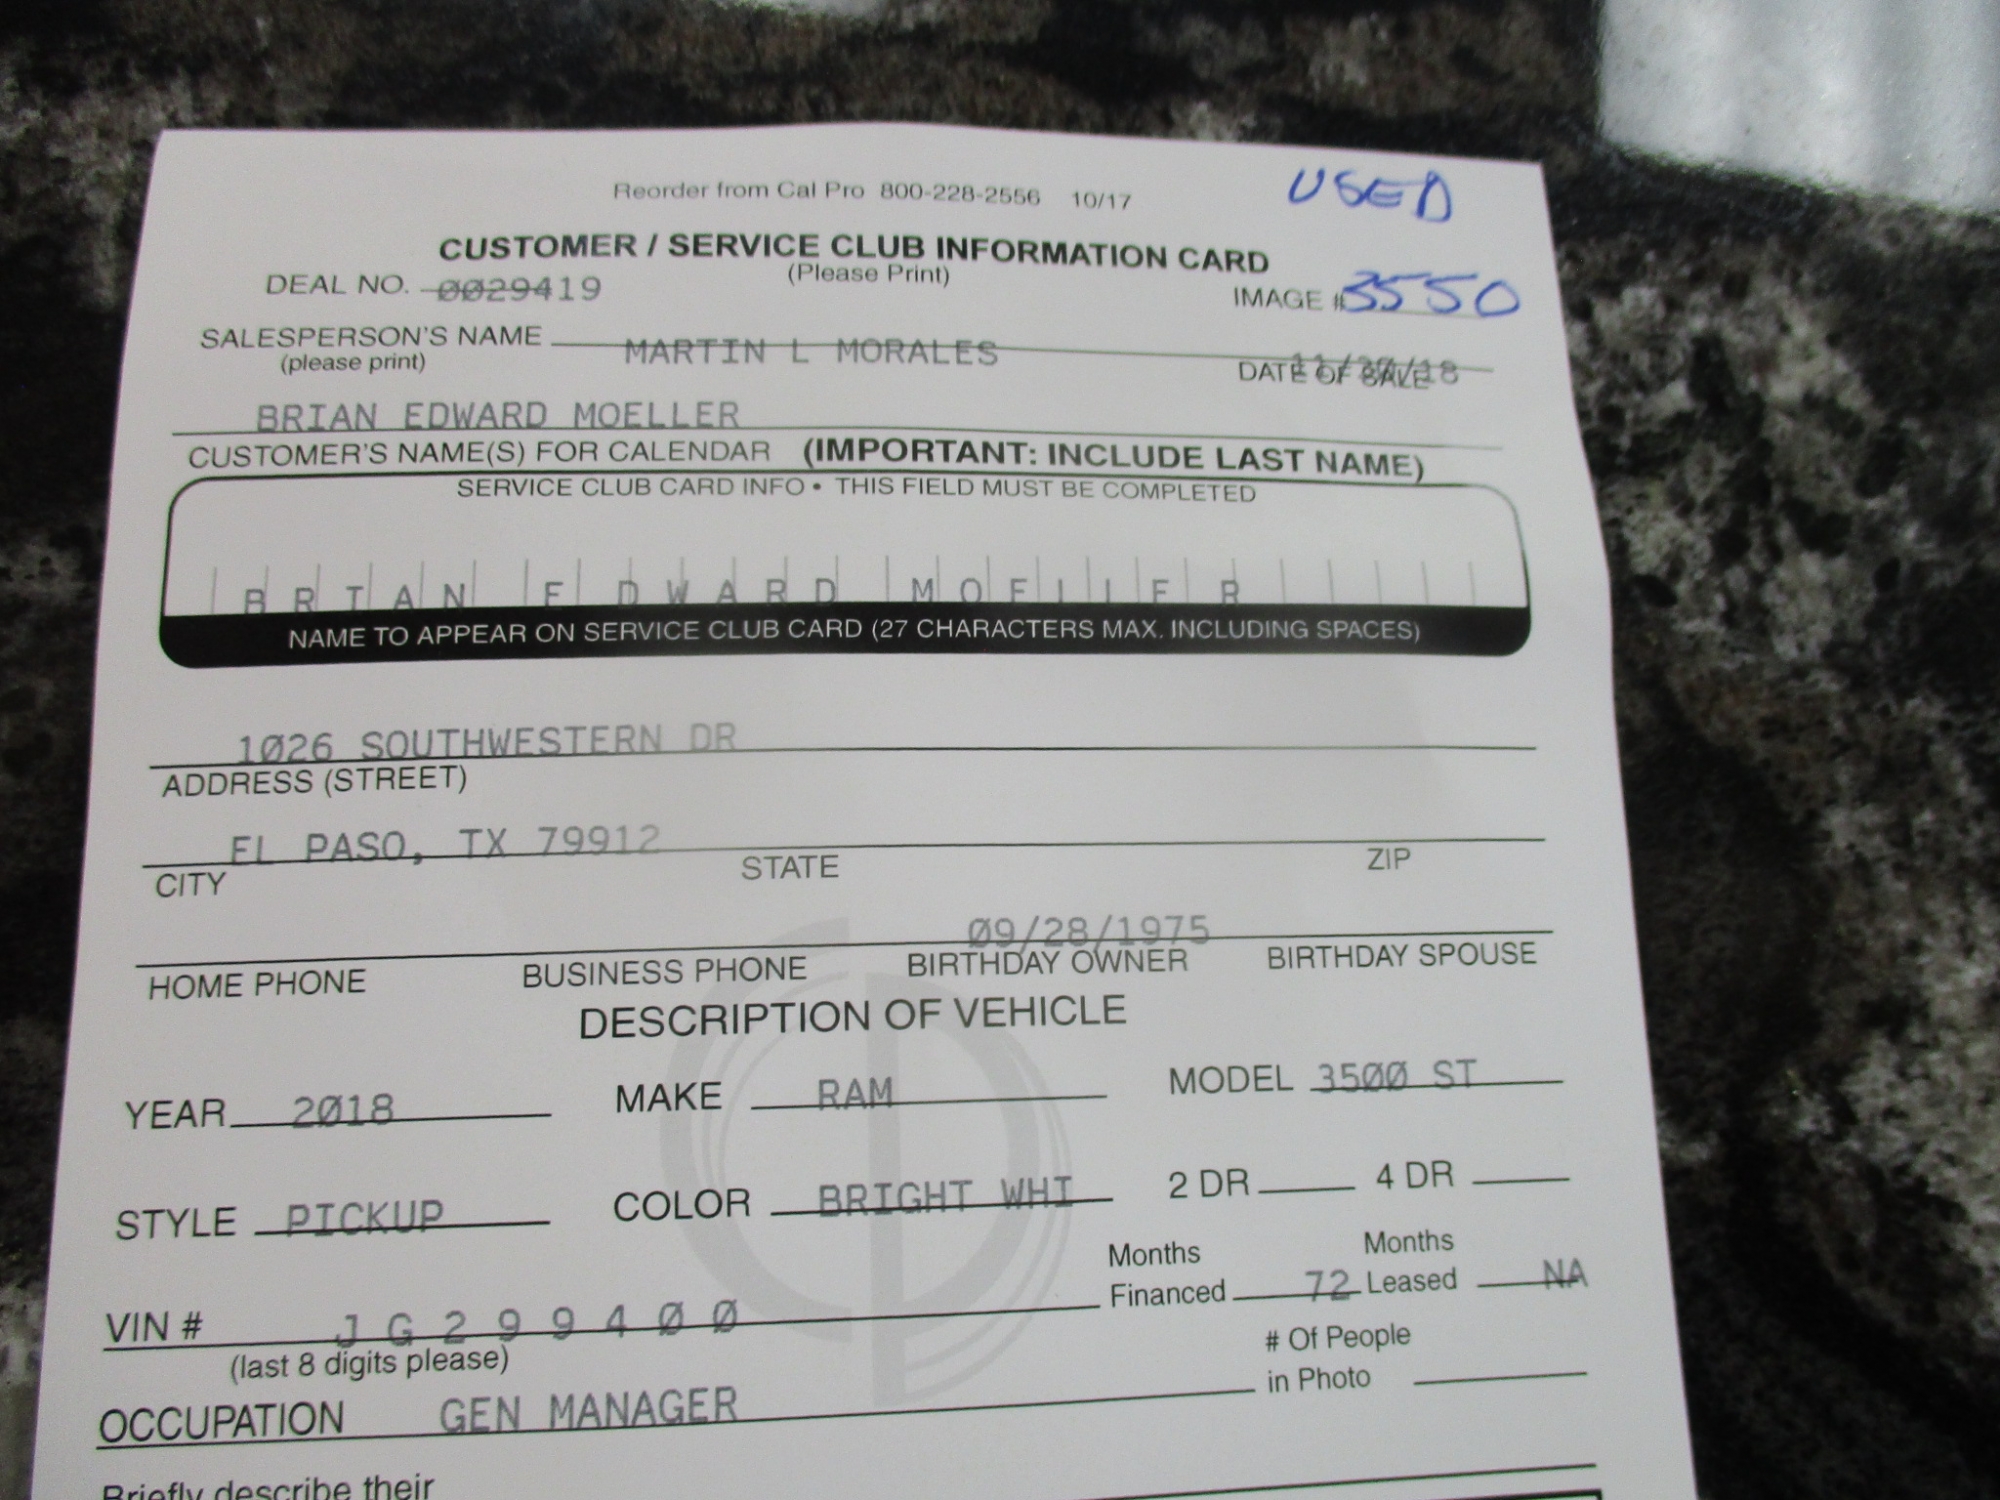 Reorder from Cal Pro 800-228-2556 10/17
USED
CUSTOMER / SERVICE CLUB INFORMATION CARD
(Please Print)
DEAL NO. 0029419
IMAGE # 3550
SALESPERSON'S NAME MARTIN L MORALES
(please print)
DATE OF SALE
BRIAN EDWARD MOELLER
CUSTOMER'S NAME(S) FOR CALENDAR (IMPORTANT: INCLUDE LAST NAME)
SERVICE CLUB CARD INFO • THIS FIELD MUST BE COMPLETED
BRIAN EDWARD MOELLER
NAME TO APPEAR ON SERVICE CLUB CARD (27 CHARACTERS MAX. INCLUDING SPACES)
1026 SOUTHWESTERN DR
ADDRESS (STREET)
EL PASO, TX 79912
CITY STATE ZIP
09/28/1975
HOME PHONE BUSINESS PHONE BIRTHDAY OWNER BIRTHDAY SPOUSE
DESCRIPTION OF VEHICLE
YEAR 2018 MAKE RAM MODEL 3500 ST
STYLE PICKUP COLOR BRIGHT WHI 2 DR 4 DR
Months Financed 72 Months Leased NA
VIN # JG299400
(last 8 digits please)
# Of People
in Photo
OCCUPATION GEN MANAGER
Briefly describe their